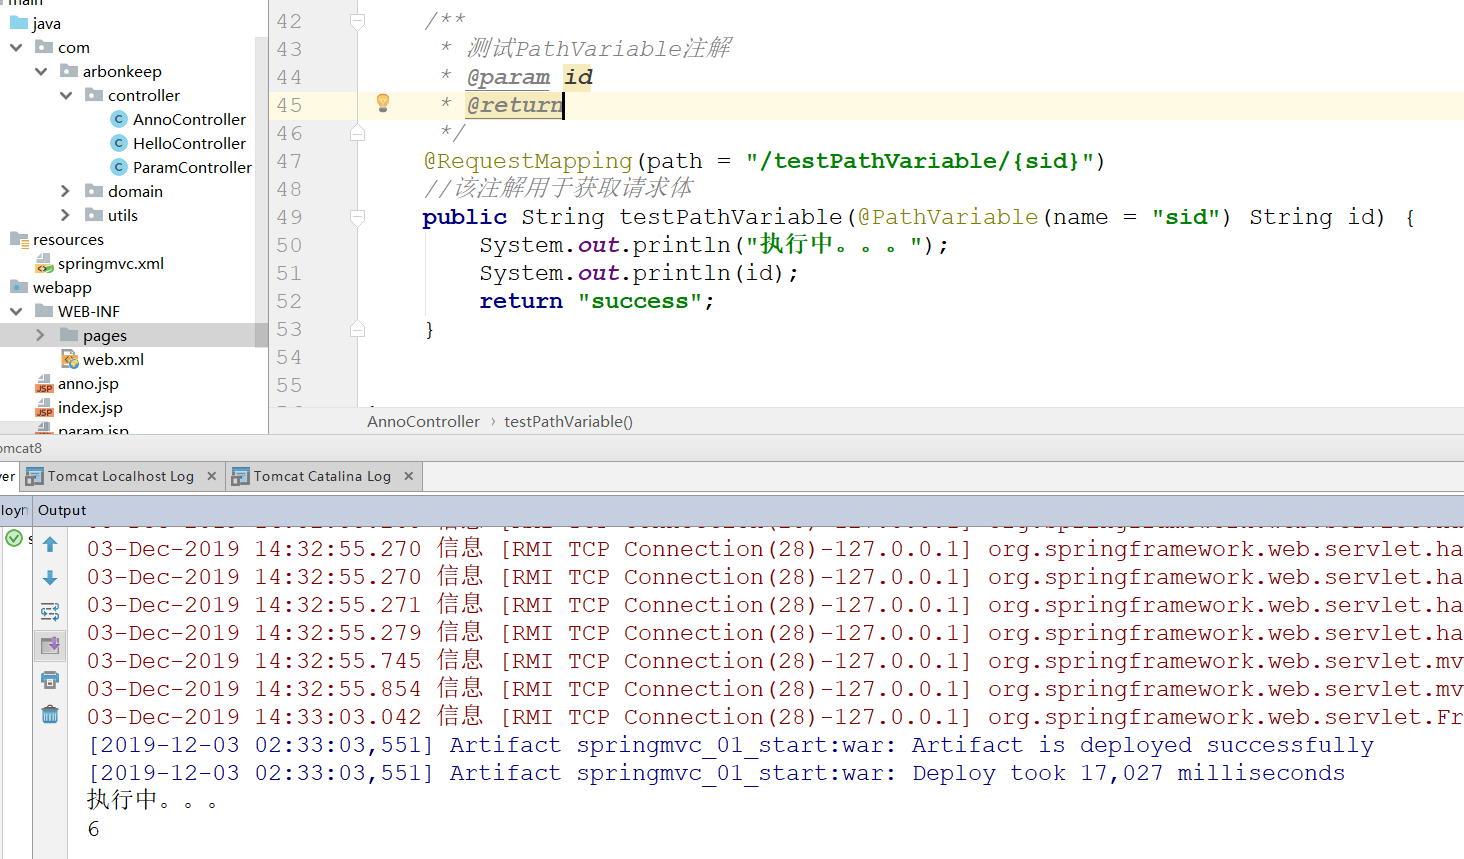 main
java
com
arbonkeep
controller
AnnoController
HelloController
ParamController
domain
utils
resources
springmvc.xml
webapp
WEB-INF
pages
web.xml
anno.jsp
index.jsp
param.jsp
42 /**
43 * 测试PathVariable注解
44 * @param id
45 * @return
46 */
47 @RequestMapping(path = "/testPathVariable/{sid}")
48 //该注解用于获取请求体
49 public String testPathVariable(@PathVariable(name = "sid") String id) {
50 System.out.println("执行中。。。");
51 System.out.println(id);
52 return "success";
53 }
54
55
AnnoController › testPathVariable()
omcat8
ver Tomcat Localhost Log × Tomcat Catalina Log ×
loyn Output
03-Dec-2019 14:32:55.270 信息 [RMI TCP Connection(28)-127.0.0.1] org.springframework.web.servlet.ha
03-Dec-2019 14:32:55.270 信息 [RMI TCP Connection(28)-127.0.0.1] org.springframework.web.servlet.ha
03-Dec-2019 14:32:55.271 信息 [RMI TCP Connection(28)-127.0.0.1] org.springframework.web.servlet.ha
03-Dec-2019 14:32:55.279 信息 [RMI TCP Connection(28)-127.0.0.1] org.springframework.web.servlet.ha
03-Dec-2019 14:32:55.745 信息 [RMI TCP Connection(28)-127.0.0.1] org.springframework.web.servlet.mv
03-Dec-2019 14:32:55.854 信息 [RMI TCP Connection(28)-127.0.0.1] org.springframework.web.servlet.mv
03-Dec-2019 14:33:03.042 信息 [RMI TCP Connection(28)-127.0.0.1] org.springframework.web.servlet.Fr
[2019-12-03 02:33:03,551] Artifact springmvc_01_start:war: Artifact is deployed successfully
[2019-12-03 02:33:03,551] Artifact springmvc_01_start:war: Deploy took 17,027 milliseconds
执行中。。。
6